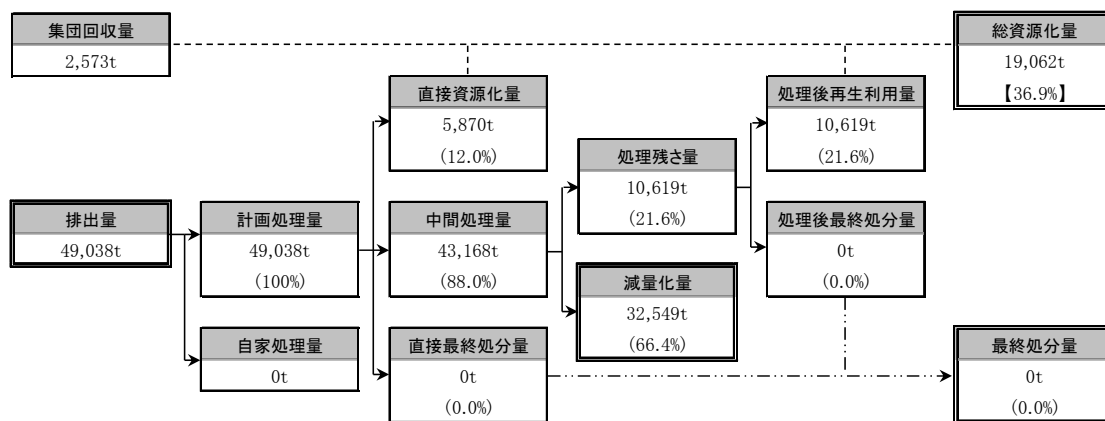 集団回収量
2,573t
総資源化量
19,062t
【36.9%】
直接資源化量
5,870t
(12.0%)
処理後再生利用量
10,619t
(21.6%)
処理残さ量
10,619t
(21.6%)
排出量
49,038t
計画処理量
49,038t
(100%)
中間処理量
43,168t
(88.0%)
処理後最終処分量
0t
(0.0%)
減量化量
32,549t
(66.4%)
自家処理量
0t
直接最終処分量
0t
(0.0%)
最終処分量
0t
(0.0%)